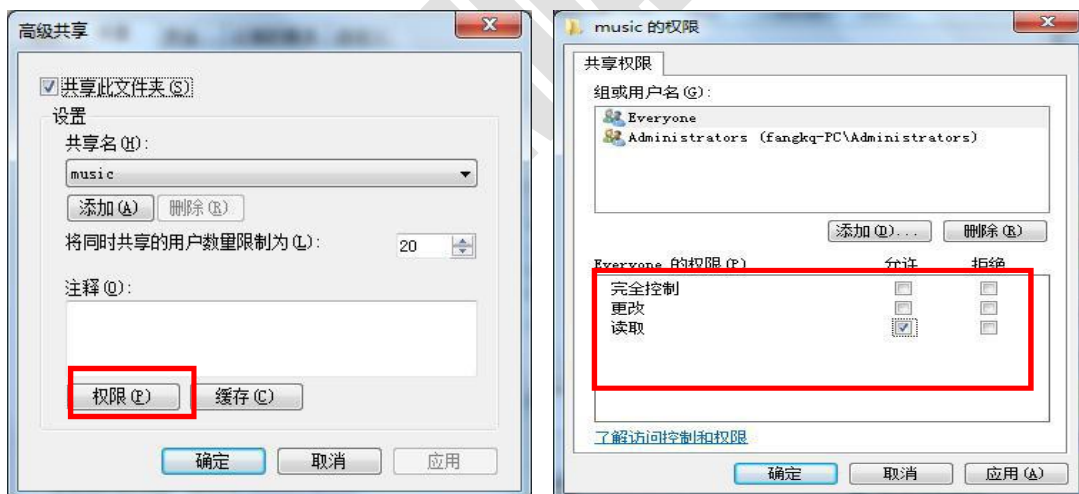 高级共享
共享此文件夹(S)
设置
共享名(H):
music
添加(A) 删除(R)
将同时共享的用户数量限制为(L): 20
注释(O):
权限(P) 缓存(C)
确定 取消 应用
music 的权限
共享权限
组或用户名(G):
Everyone
Administrators (fangkq-PC\Administrators)
添加(D)... 删除(R)
Everyone 的权限(P) 允许 拒绝
完全控制
更改
读取
了解访问控制和权限
确定 取消 应用(A)